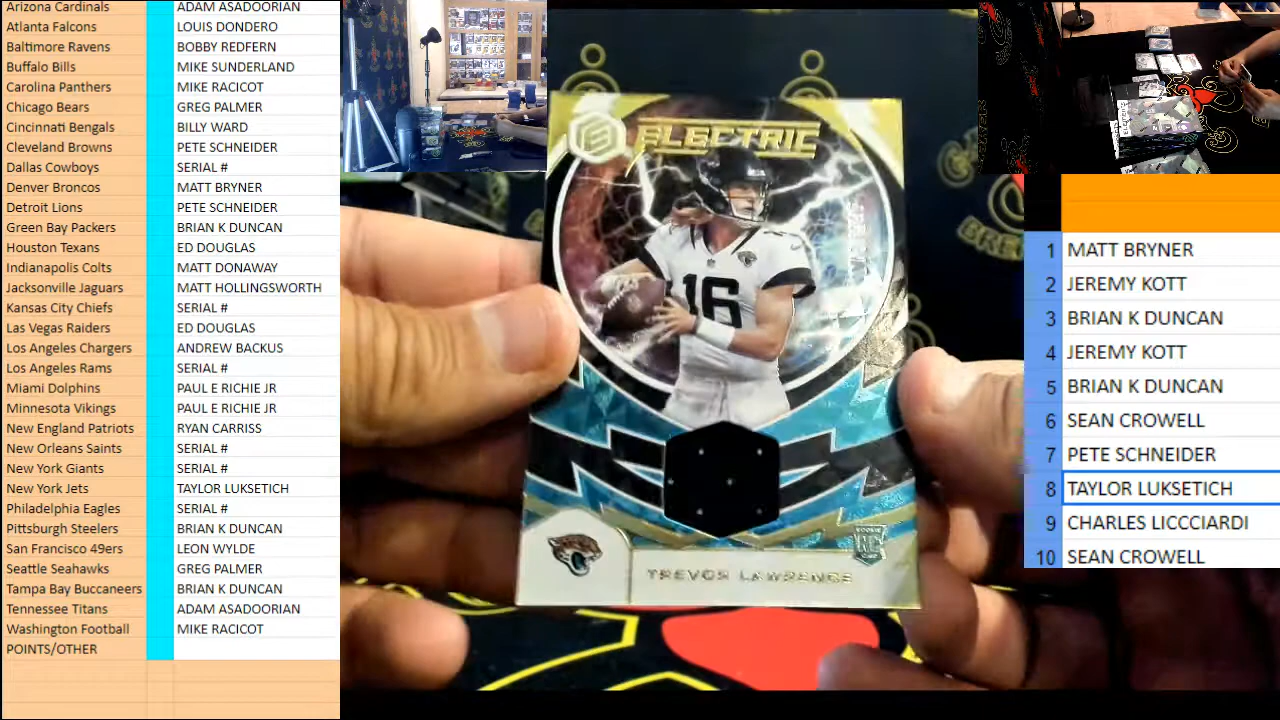 Arizona Cardinals ADAM ASADOORIAN
Atlanta Falcons LOUIS DONDERO
Baltimore Ravens BOBBY REDFERN
Buffalo Bills MIKE SUNDERLAND
Carolina Panthers MIKE RACICOT
Chicago Bears GREG PALMER
Cincinnati Bengals BILLY WARD
Cleveland Browns PETE SCHNEIDER
Dallas Cowboys SERIAL #
Denver Broncos MATT BRYNER
Detroit Lions PETE SCHNEIDER
Green Bay Packers BRIAN K DUNCAN
Houston Texans ED DOUGLAS
Indianapolis Colts MATT DONAWAY
Jacksonville Jaguars MATT HOLLINGSWORTH
Kansas City Chiefs SERIAL #
Las Vegas Raiders ED DOUGLAS
Los Angeles Chargers ANDREW BACKUS
Los Angeles Rams SERIAL #
Miami Dolphins PAUL E RICHIE JR
Minnesota Vikings PAUL E RICHIE JR
New England Patriots RYAN CARRISS
New Orleans Saints SERIAL #
New York Giants SERIAL #
New York Jets TAYLOR LUKSETICH
Philadelphia Eagles SERIAL #
Pittsburgh Steelers BRIAN K DUNCAN
San Francisco 49ers LEON WYLDE
Seattle Seahawks GREG PALMER
Tampa Bay Buccaneers BRIAN K DUNCAN
Tennessee Titans ADAM ASADOORIAN
Washington Football MIKE RACICOT
POINTS/OTHER
ELECTRIC
16
RC
TREVOR LAWRENCE
1 MATT BRYNER
2 JEREMY KOTT
3 BRIAN K DUNCAN
4 JEREMY KOTT
5 BRIAN K DUNCAN
6 SEAN CROWELL
7 PETE SCHNEIDER
8 TAYLOR LUKSETICH
9 CHARLES LICCCIARDI
10 SEAN CROWELL